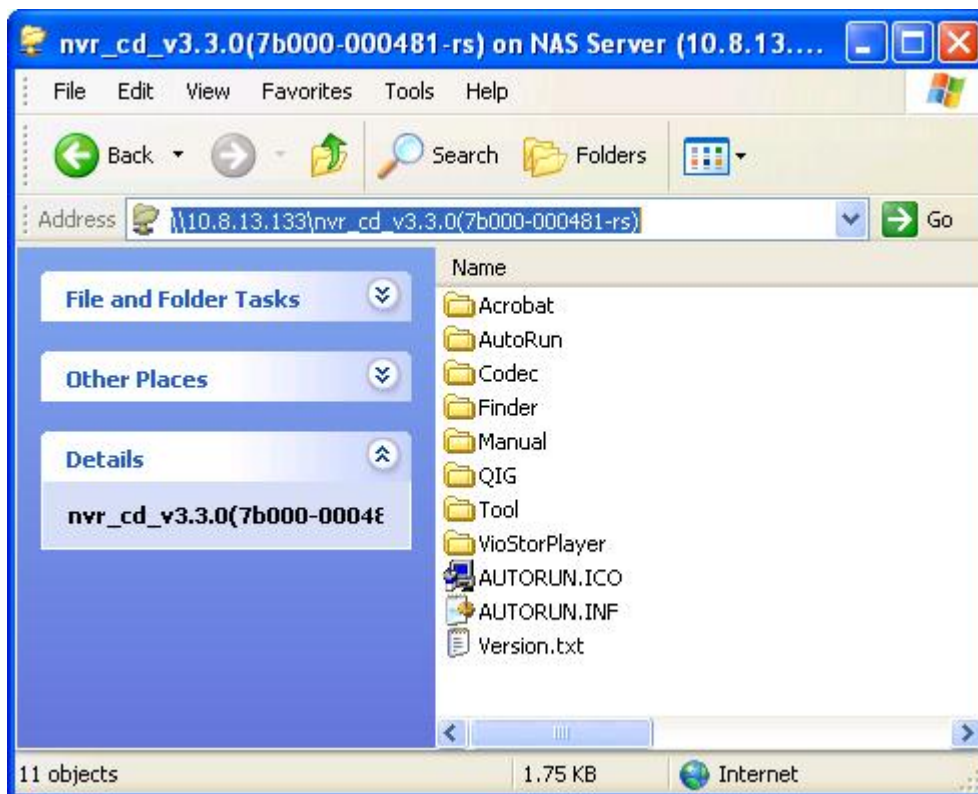 nvr_cd_v3.3.0(7b000-000481-rs) on NAS Server (10.8.13....
File Edit View Favorites Tools Help
Back Search Folders
Address \\10.8.13.133\nvr_cd_v3.3.0(7b000-000481-rs) Go
File and Folder Tasks
Other Places
Details
nvr_cd_v3.3.0(7b000-00048
Name
Acrobat
AutoRun
Codec
Finder
Manual
QIG
Tool
VioStorPlayer
AUTORUN.ICO
AUTORUN.INF
Version.txt
11 objects 1.75 KB Internet